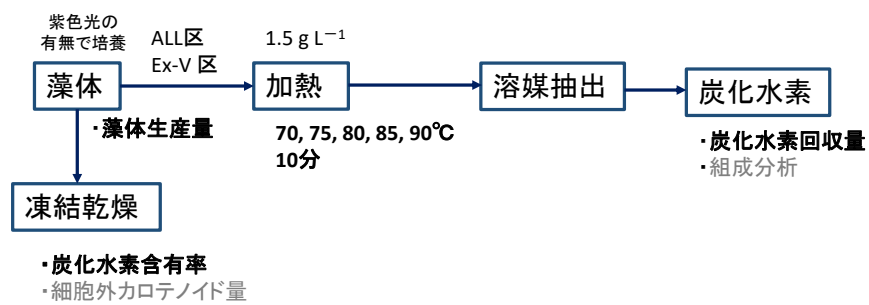 紫色光の
有無で培養
ALL区
Ex-V 区
1.5 g L⁻¹
藻体
加熱
溶媒抽出
炭化水素
・藻体生産量
70, 75, 80, 85, 90℃
10分
・炭化水素回収量
・組成分析
凍結乾燥
・炭化水素含有率
・細胞外カロテノイド量